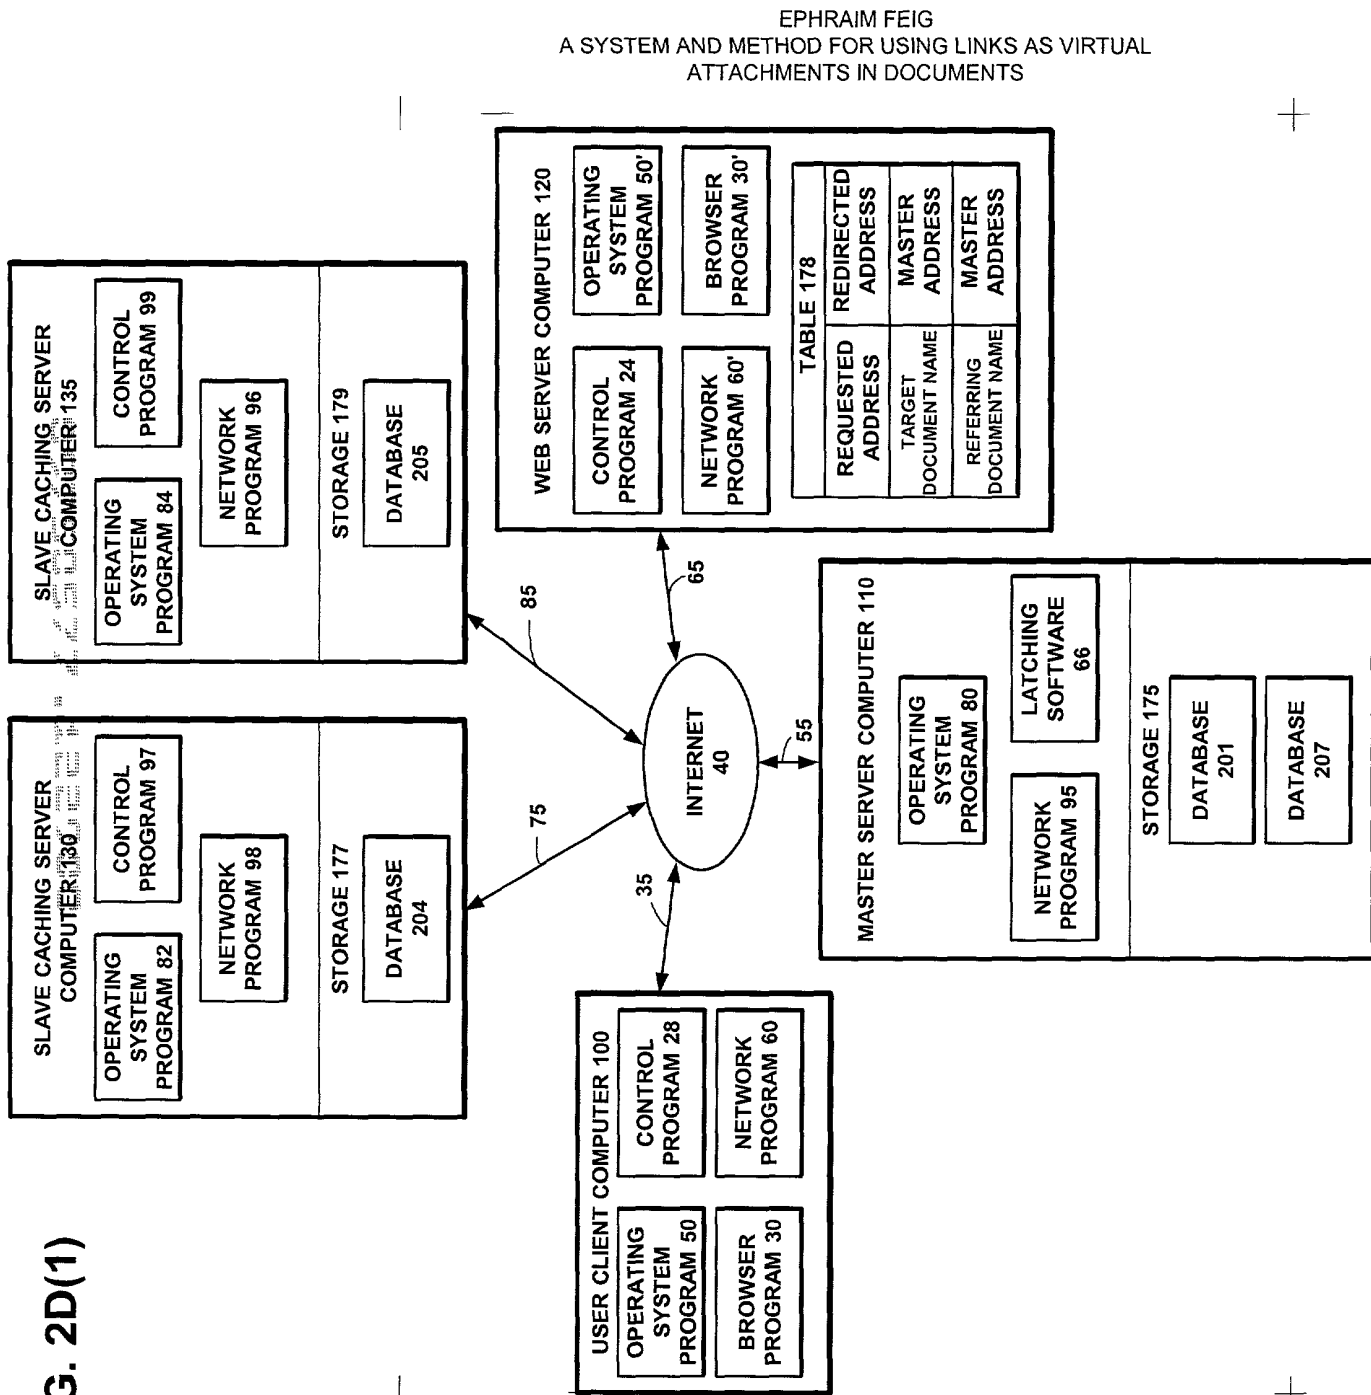 EPHRAIM FEIG
A SYSTEM AND METHOD FOR USING LINKS AS VIRTUAL
ATTACHMENTS IN DOCUMENTS
G. 2D(1)
SLAVE CACHING SERVER
COMPUTER 130
OPERATING
SYSTEM
PROGRAM 82
CONTROL
PROGRAM 97
NETWORK
PROGRAM 98
STORAGE 177
DATABASE
204
SLAVE CACHING SERVER
COMPUTER 135
OPERATING
SYSTEM
PROGRAM 84
CONTROL
PROGRAM 99
NETWORK
PROGRAM 96
STORAGE 179
DATABASE
205
75
85
35
INTERNET
40
65
55
USER CLIENT COMPUTER 100
OPERATING
SYSTEM
PROGRAM 50
CONTROL
PROGRAM 28
BROWSER
PROGRAM 30
NETWORK
PROGRAM 60
WEB SERVER COMPUTER 120
CONTROL
PROGRAM 24
OPERATING
SYSTEM
PROGRAM 50'
NETWORK
PROGRAM 60'
BROWSER
PROGRAM 30'
TABLE 178
REQUESTED
ADDRESS
REDIRECTED
ADDRESS
TARGET
DOCUMENT NAME
MASTER
ADDRESS
REFERRING
DOCUMENT NAME
MASTER
ADDRESS
MASTER SERVER COMPUTER 110
OPERATING
SYSTEM
PROGRAM 80
NETWORK
PROGRAM 95
LATCHING
SOFTWARE
66
STORAGE 175
DATABASE
201
DATABASE
207